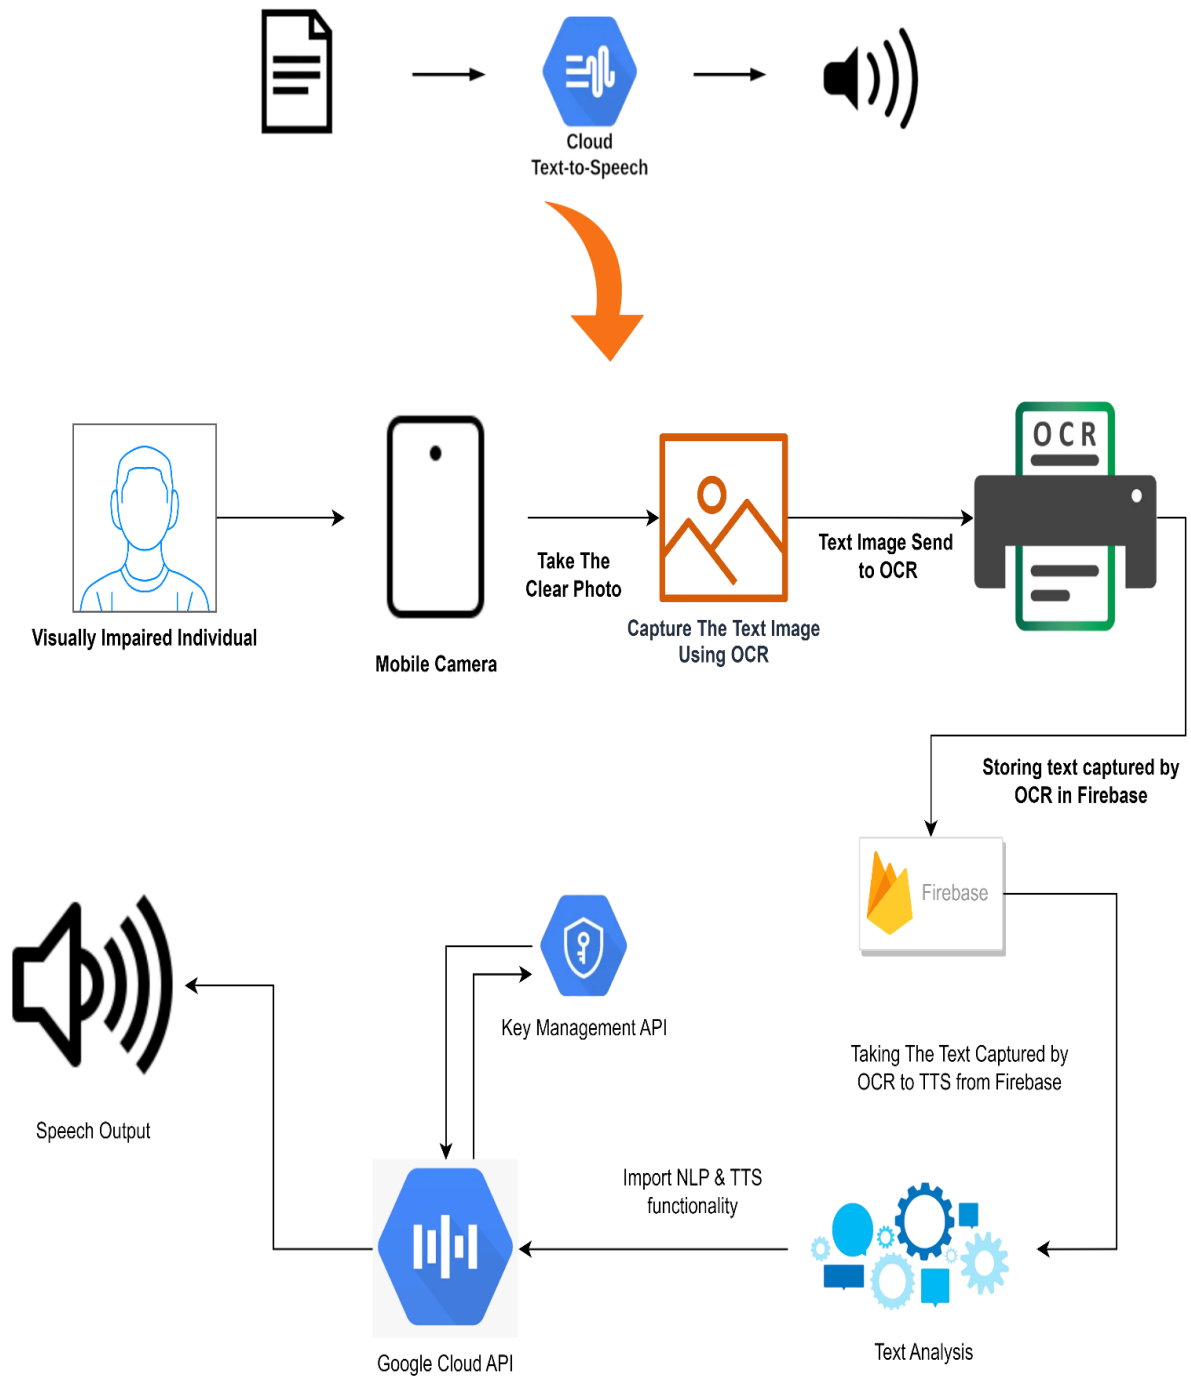 Cloud
Text-to-Speech
OCR
Take The
Clear Photo
Text Image Send
to OCR
Visually Impaired Individual
Mobile Camera
Capture The Text Image
Using OCR
Storing text captured by
OCR in Firebase
Firebase
Key Management API
Taking The Text Captured by
OCR to TTS from Firebase
Speech Output
Import NLP & TTS
functionality
Google Cloud API
Text Analysis